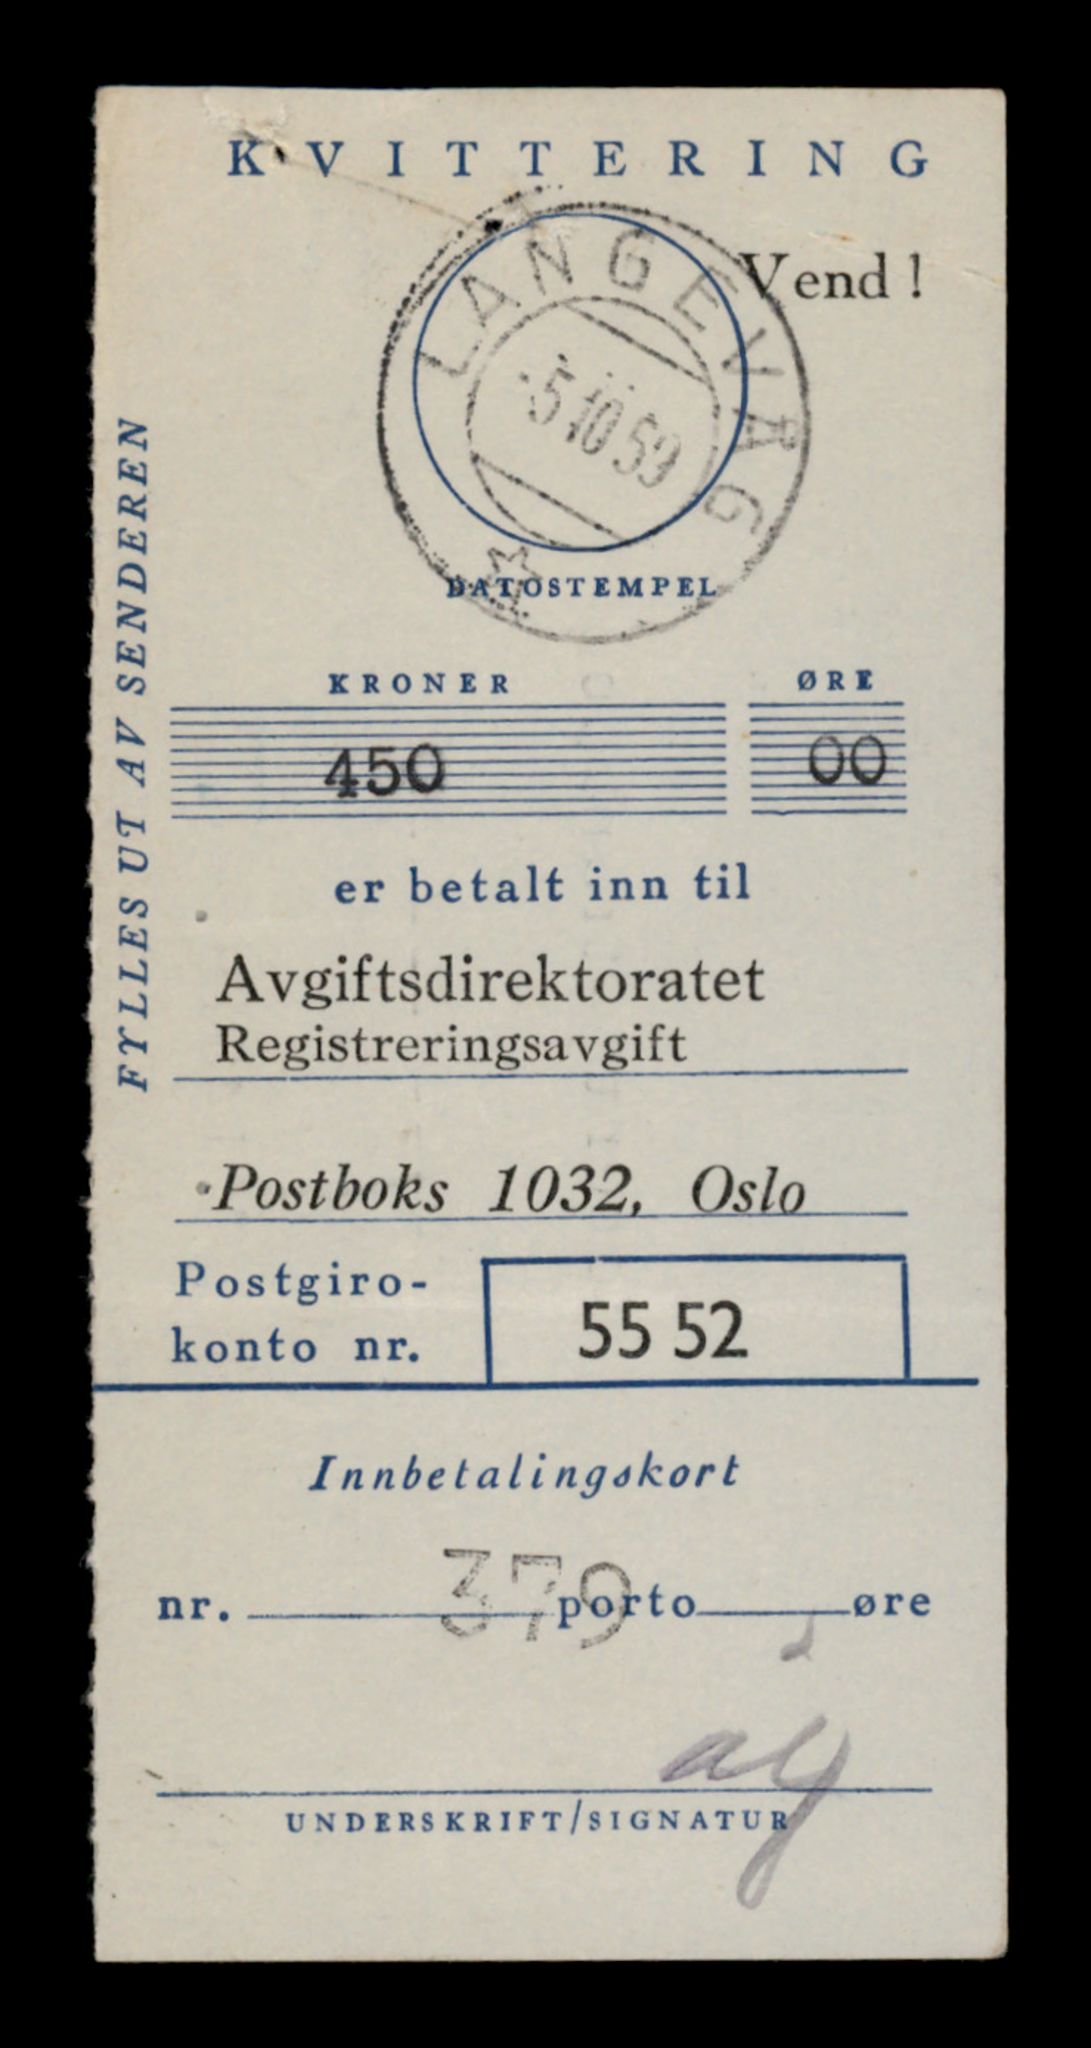 KVITTERING
Vend !
LANGEVÅG
-5 10 59
DATOSTEMPEL
FYLLES UT AV SENDEREN
KRONER ØRE
450 00
er betalt inn til
Avgiftsdirektoratet
Registreringsavgift
Postboks 1032, Oslo
Postgiro-
konto nr. 55 52
Innbetalingskort
nr. 379 porto øre
UNDERSKRIFT/SIGNATUR